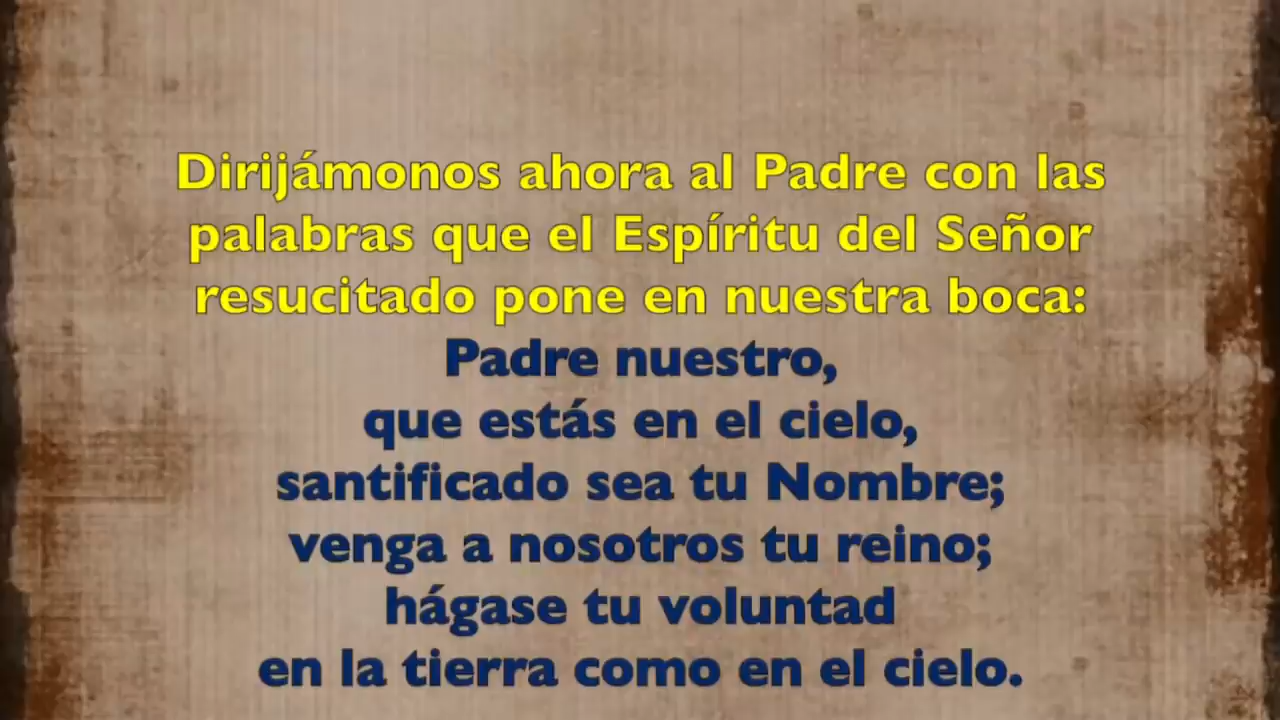 Dirijámonos ahora al Padre con las
palabras que el Espíritu del Señor
resucitado pone en nuestra boca:
Padre nuestro,
que estás en el cielo,
santificado sea tu Nombre;
venga a nosotros tu reino;
hágase tu voluntad
en la tierra como en el cielo.